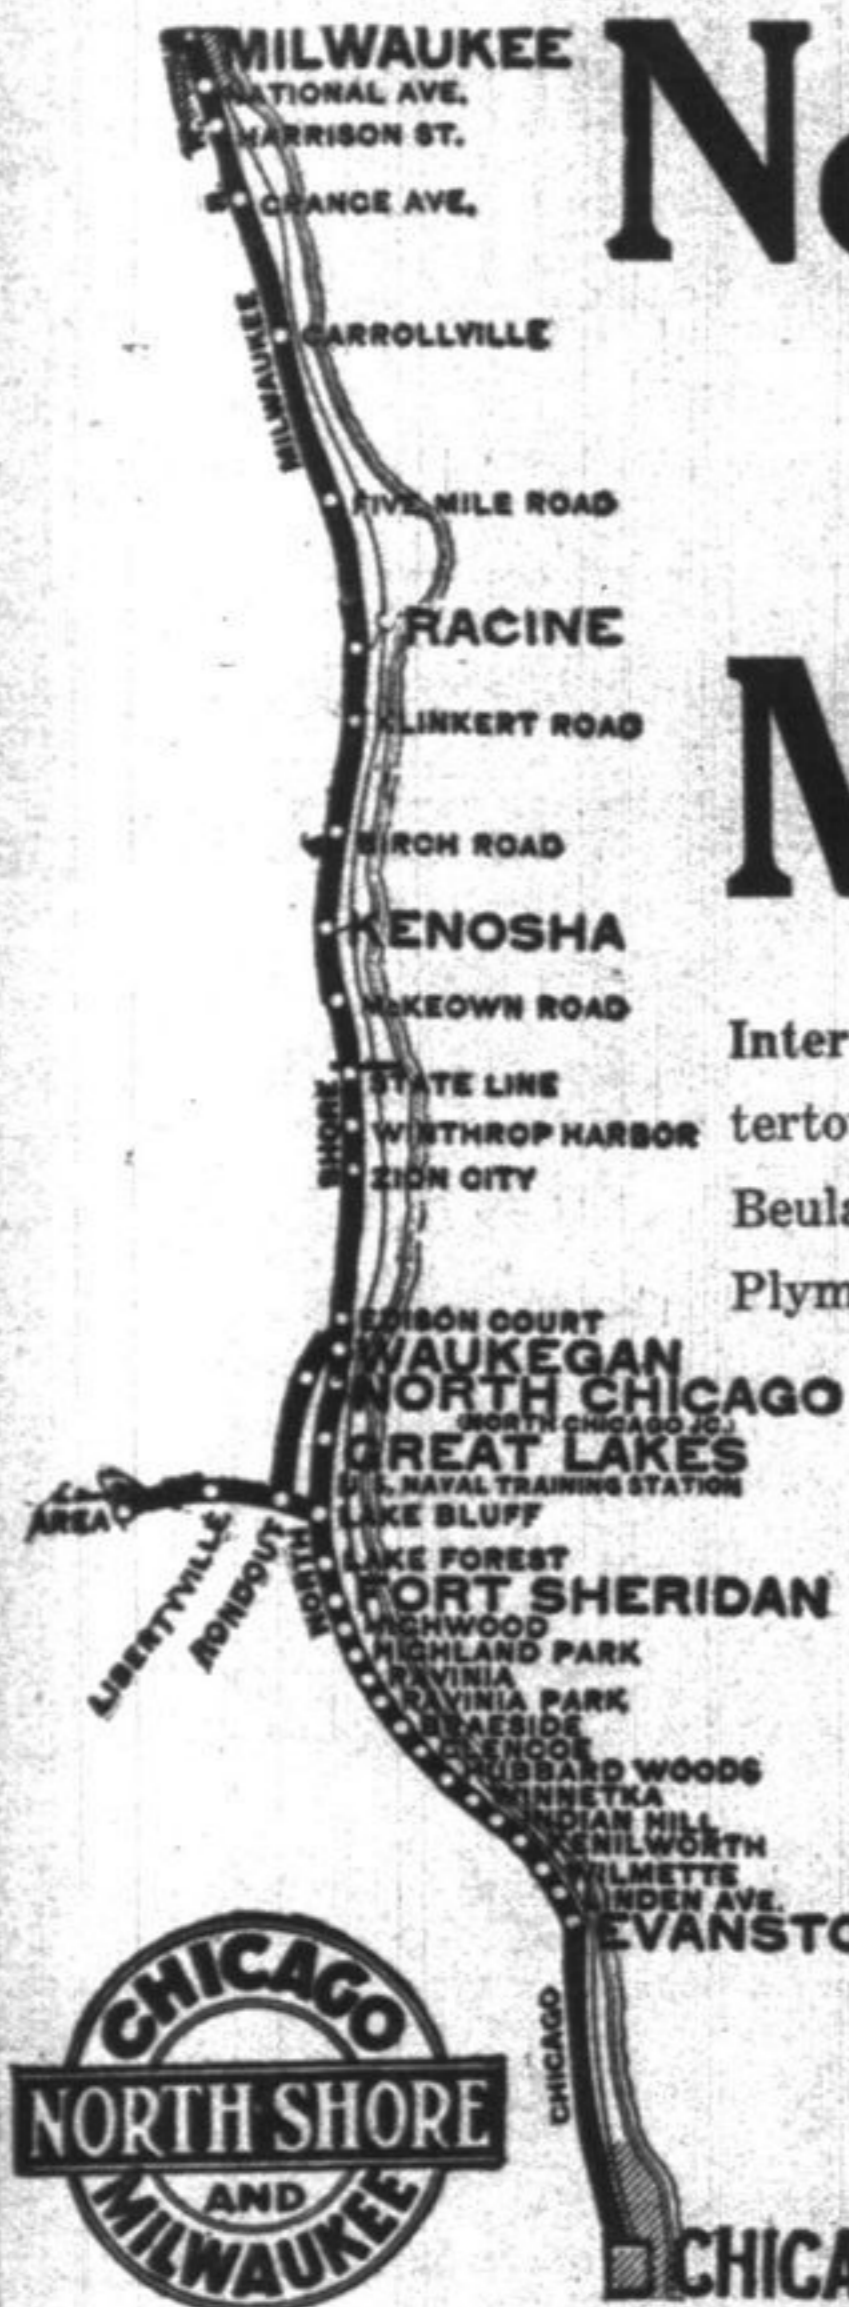 MILWAUKEE
NATIONAL AVE.
HARRISON ST.
GRANGE AVE.
CARROLLVILLE
MILWAUKEE
FIVE MILE ROAD
RACINE
KLINKERT ROAD
BIRCH ROAD
KENOSHA
McKEOWN ROAD
STATE LINE
SHORE
WINTHROP HARBOR
ZION CITY
EDISON COURT
WAUKEGAN
NORTH CHICAGO
(NORTH CHICAGO JC.)
GREAT LAKES
U.S. NAVAL TRAINING STATION
AREA
LIBERTYVILLE
RONDOUT
NORTH
LAKE BLUFF
LAKE FOREST
FORT SHERIDAN
HIGHWOOD
HIGHLAND PARK
RAVINIA
RAVINIA PARK
BRAESIDE
GLENCOE
HUBBARD WOODS
WINNETKA
INDIAN HILL
KENILWORTH
WILMETTE
LINDEN AVE.
EVANSTO
CHICAGO
CHICA
No
M
Inter
terto
Beula
Plym
CHICAGO
NORTH SHORE
AND
MILWAUKEE